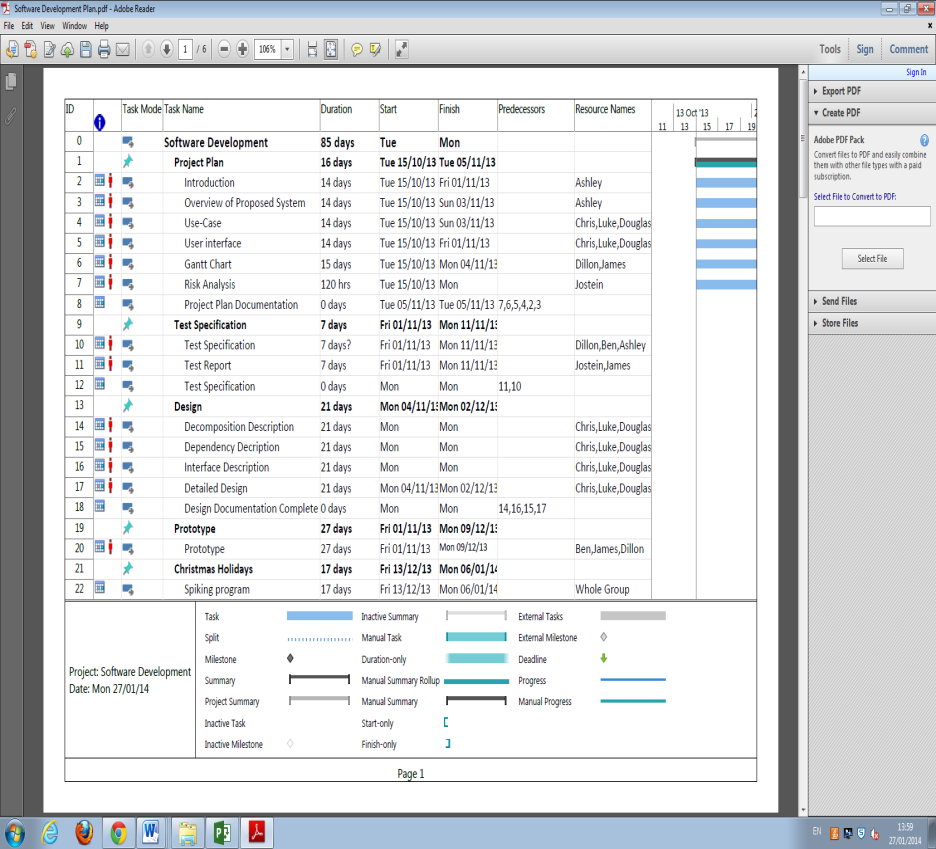 Software Development Plan.pdf - Adobe Reader
File Edit View Window Help
1 / 6 106% Tools Sign Comment
Sign In
Export PDF
Create PDF
Adobe PDF Pack
Convert files to PDF and easily combine
them with other file types with a paid
subscription.
Select File to Convert to PDF:
Select File
Send Files
Store Files
ID Task Mode Task Name Duration Start Finish Predecessors Resource Names 13 Oct '13 2
11 13 15 17 19
0 Software Development 85 days Tue Mon
1 Project Plan 16 days Tue 15/10/13 Tue 05/11/13
2 Introduction 14 days Tue 15/10/13 Fri 01/11/13 Ashley
3 Overview of Proposed System 14 days Tue 15/10/13 Sun 03/11/13 Ashley
4 Use-Case 14 days Tue 15/10/13 Sun 03/11/13 Chris,Luke,Douglas
5 User interface 14 days Tue 15/10/13 Fri 01/11/13 Chris,Luke,Douglas
6 Gantt Chart 15 days Tue 15/10/13 Mon 04/11/13 Dillon,James
7 Risk Analysis 120 hrs Tue 15/10/13 Mon Jostein
8 Project Plan Documentation 0 days Tue 05/11/13 Tue 05/11/13 7,6,5,4,2,3
9 Test Specification 7 days Fri 01/11/13 Mon 11/11/13
10 Test Specification 7 days? Fri 01/11/13 Mon 11/11/13 Dillon,Ben,Ashley
11 Test Report 7 days Fri 01/11/13 Mon 11/11/13 Jostein,James
12 Test Specification 0 days Mon Mon 11,10
13 Design 21 days Mon 04/11/13 Mon 02/12/13
14 Decomposition Description 21 days Mon Mon Chris,Luke,Douglas
15 Dependency Decription 21 days Mon Mon Chris,Luke,Douglas
16 Interface Description 21 days Mon Mon Chris,Luke,Douglas
17 Detailed Design 21 days Mon 04/11/13 Mon 02/12/13 Chris,Luke,Douglas
18 Design Documentation Complete 0 days Mon Mon 14,16,15,17
19 Prototype 27 days Fri 01/11/13 Mon 09/12/13
20 Prototype 27 days Fri 01/11/13 Mon 09/12/13 Ben,James,Dillon
21 Christmas Holidays 17 days Fri 13/12/13 Mon 06/01/14
22 Spiking program 17 days Fri 13/12/13 Mon 06/01/14 Whole Group
Project: Software Development
Date: Mon 27/01/14
Task Inactive Summary External Tasks
Split Manual Task External Milestone
Milestone Duration-only Deadline
Summary Manual Summary Rollup Progress
Project Summary Manual Summary Manual Progress
Inactive Task Start-only
Inactive Milestone Finish-only
Page 1
EN 13:59
27/01/2014